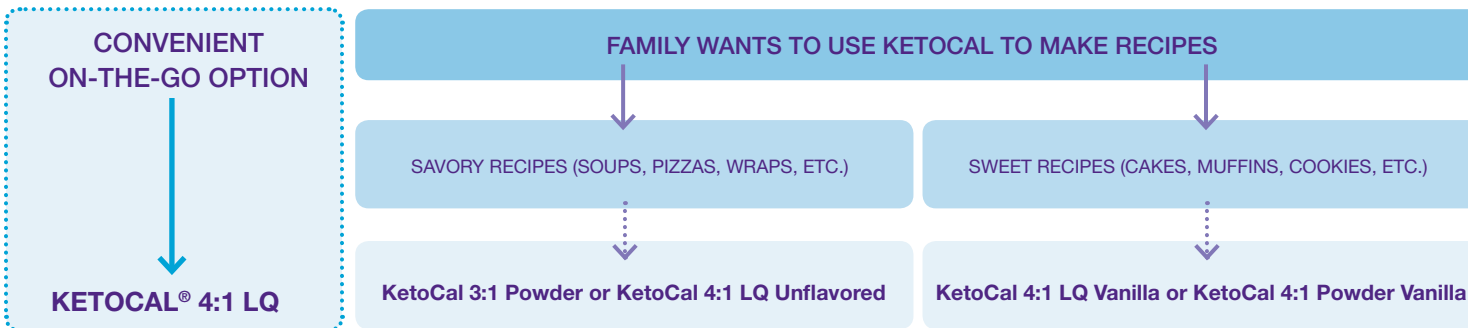 CONVENIENT
ON-THE-GO OPTION
KETOCAL® 4:1 LQ
FAMILY WANTS TO USE KETOCAL TO MAKE RECIPES
SAVORY RECIPES (SOUPS, PIZZAS, WRAPS, ETC.)
SWEET RECIPES (CAKES, MUFFINS, COOKIES, ETC.)
KetoCal 3:1 Powder or KetoCal 4:1 LQ Unflavored
KetoCal 4:1 LQ Vanilla or KetoCal 4:1 Powder Vanilla